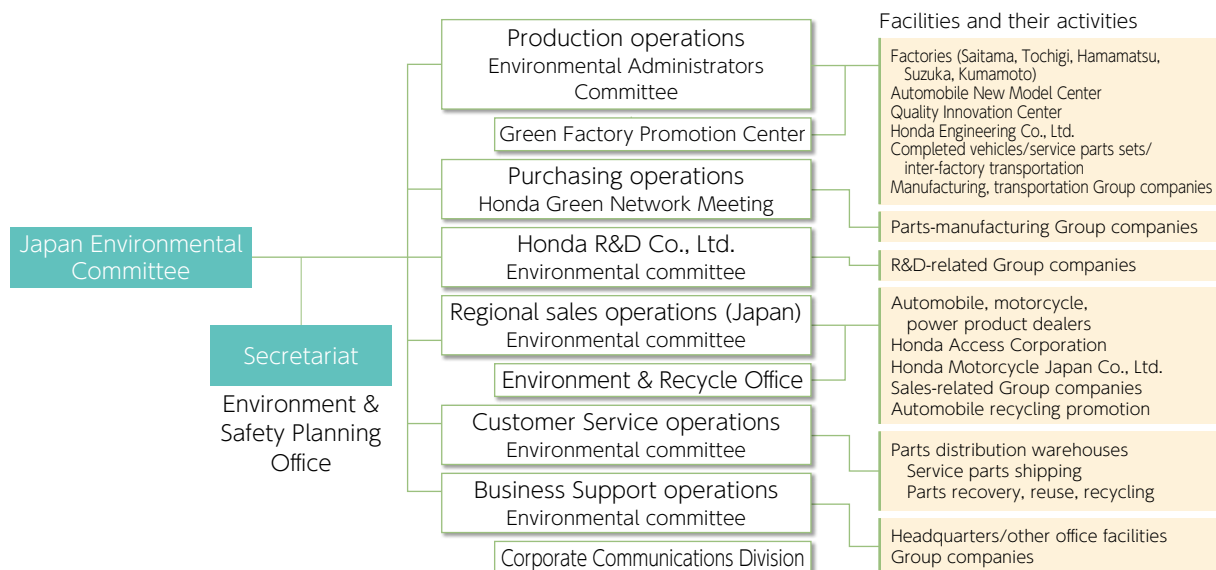 Japan Environmental
Committee
Secretariat
Environment &
Safety Planning
Office
Production operations
Environmental Administrators
Committee
Green Factory Promotion Center
Purchasing operations
Honda Green Network Meeting
Honda R&D Co., Ltd.
Environmental committee
Regional sales operations (Japan)
Environmental committee
Environment & Recycle Office
Customer Service operations
Environmental committee
Business Support operations
Environmental committee
Corporate Communications Division
Facilities and their activities
Factories (Saitama, Tochigi, Hamamatsu,
Suzuka, Kumamoto)
Automobile New Model Center
Quality Innovation Center
Honda Engineering Co., Ltd.
Completed vehicles/service parts sets/
inter-factory transportation
Manufacturing, transportation Group companies
Parts-manufacturing Group companies
R&D-related Group companies
Automobile, motorcycle,
power product dealers
Honda Access Corporation
Honda Motorcycle Japan Co., Ltd.
Sales-related Group companies
Automobile recycling promotion
Parts distribution warehouses
Service parts shipping
Parts recovery, reuse, recycling
Headquarters/other office facilities
Group companies